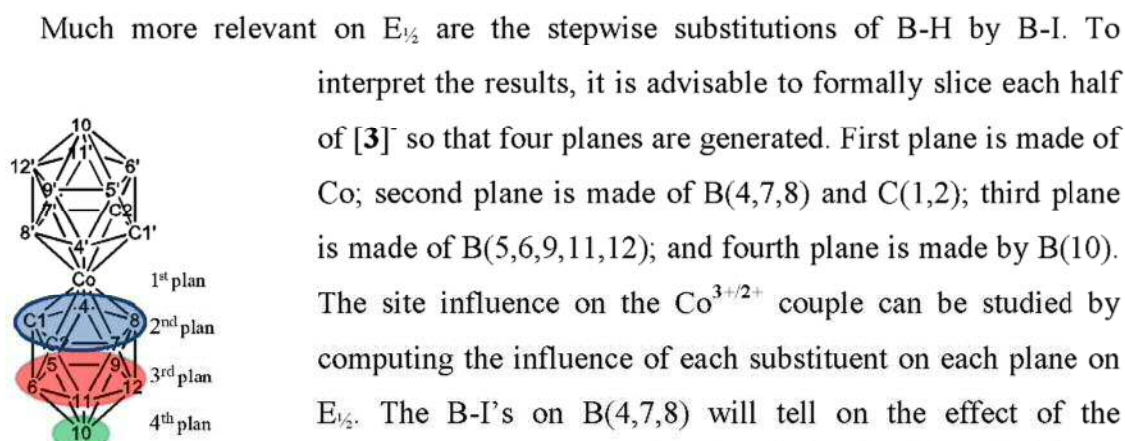 Much more relevant on E½ are the stepwise substitutions of B-H by B-I. To
interpret the results, it is advisable to formally slice each half
of [3]⁻ so that four planes are generated. First plane is made of
Co; second plane is made of B(4,7,8) and C(1,2); third plane
is made of B(5,6,9,11,12); and fourth plane is made by B(10).
The site influence on the Co³⁺/²⁺ couple can be studied by
computing the influence of each substituent on each plane on
E½. The B-I's on B(4,7,8) will tell on the effect of the
10
11'
12' 6'
9' 5'
7' C2'
8' C1'
4'
Co 1st plan
4
C1 8 2nd plan
C2 7
5 9
6 12 3rd plan
11
10 4th plan